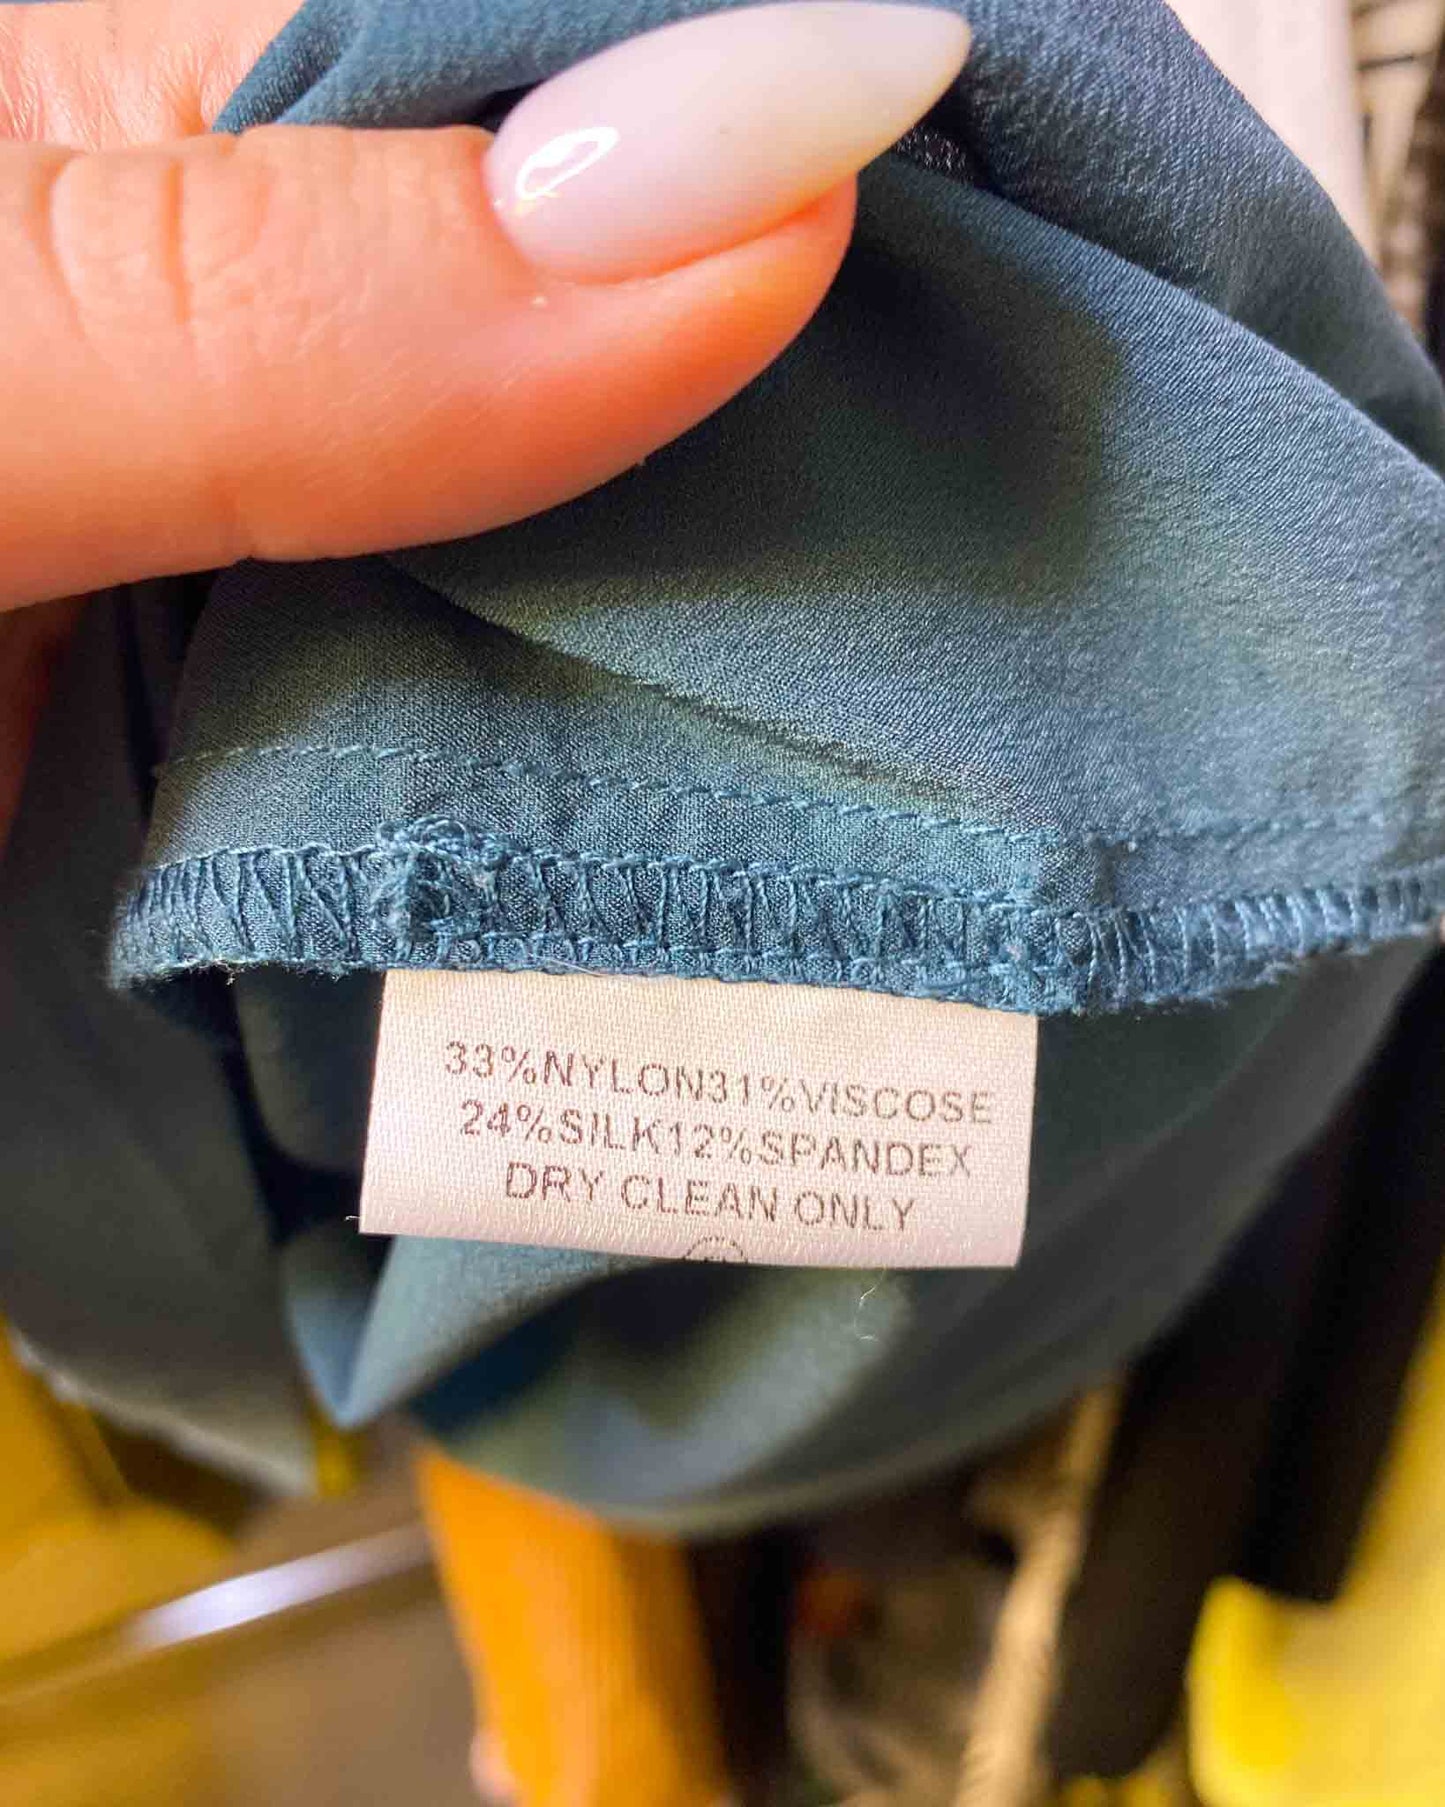 33%NYLON31%VISCOSE
24%SILK12%SPANDEX
DRY CLEAN ONLY